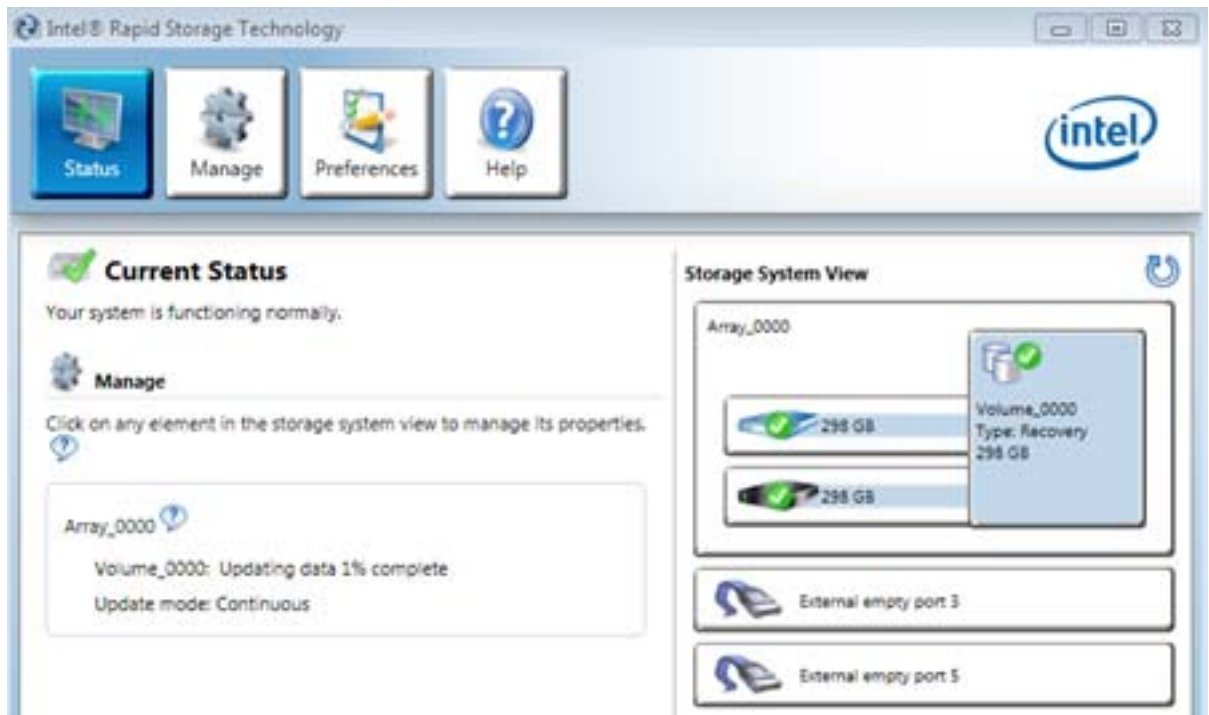 Intel® Rapid Storage Technology
Status
Manage
Preferences
Help
intel
Current Status
Your system is functioning normally.
Manage
Click on any element in the storage system view to manage its properties.
Array_0000
Volume_0000: Updating data 1% complete
Update mode: Continuous
Storage System View
Array_0000
298 GB
298 GB
Volume_0000
Type: Recovery
298 GB
External empty port 3
External empty port 5